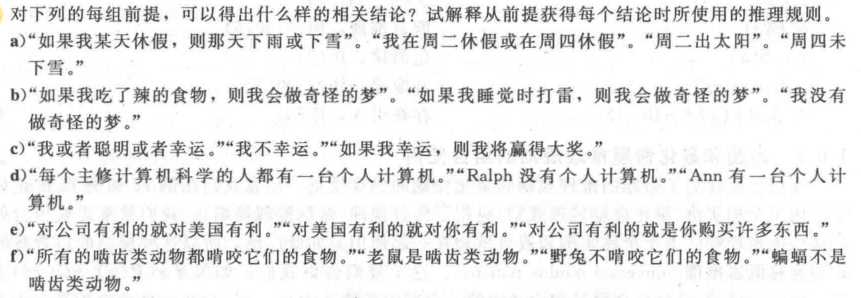 对下列的每组前提，可以得出什么样的相关结论？试解释从前提获得每个结论时所使用的推理规则。
a)“如果我某天休假，则那天下雨或下雪”。“我在周二休假或在周四休假”。“周二出太阳”。“周四未
下雪。”
b)“如果我吃了辣的食物，则我会做奇怪的梦”。“如果我睡觉时打雷，则我会做奇怪的梦”。“我没有
做奇怪的梦。”
c)“我或者聪明或者幸运。”“我不幸运。”“如果我幸运，则我将赢得大奖。”
d)“每个主修计算机科学的人都有一台个人计算机。”“Ralph 没有个人计算机。”“Ann 有一台个人计
算机。”
e)“对公司有利的就对美国有利。”“对美国有利的就对你有利。”“对公司有利的就是你购买许多东西。”
f)“所有的啮齿类动物都啃咬它们的食物。”“老鼠是啮齿类动物。”“野兔不啃咬它们的食物。”“蝙蝠不是
啮齿类动物。”